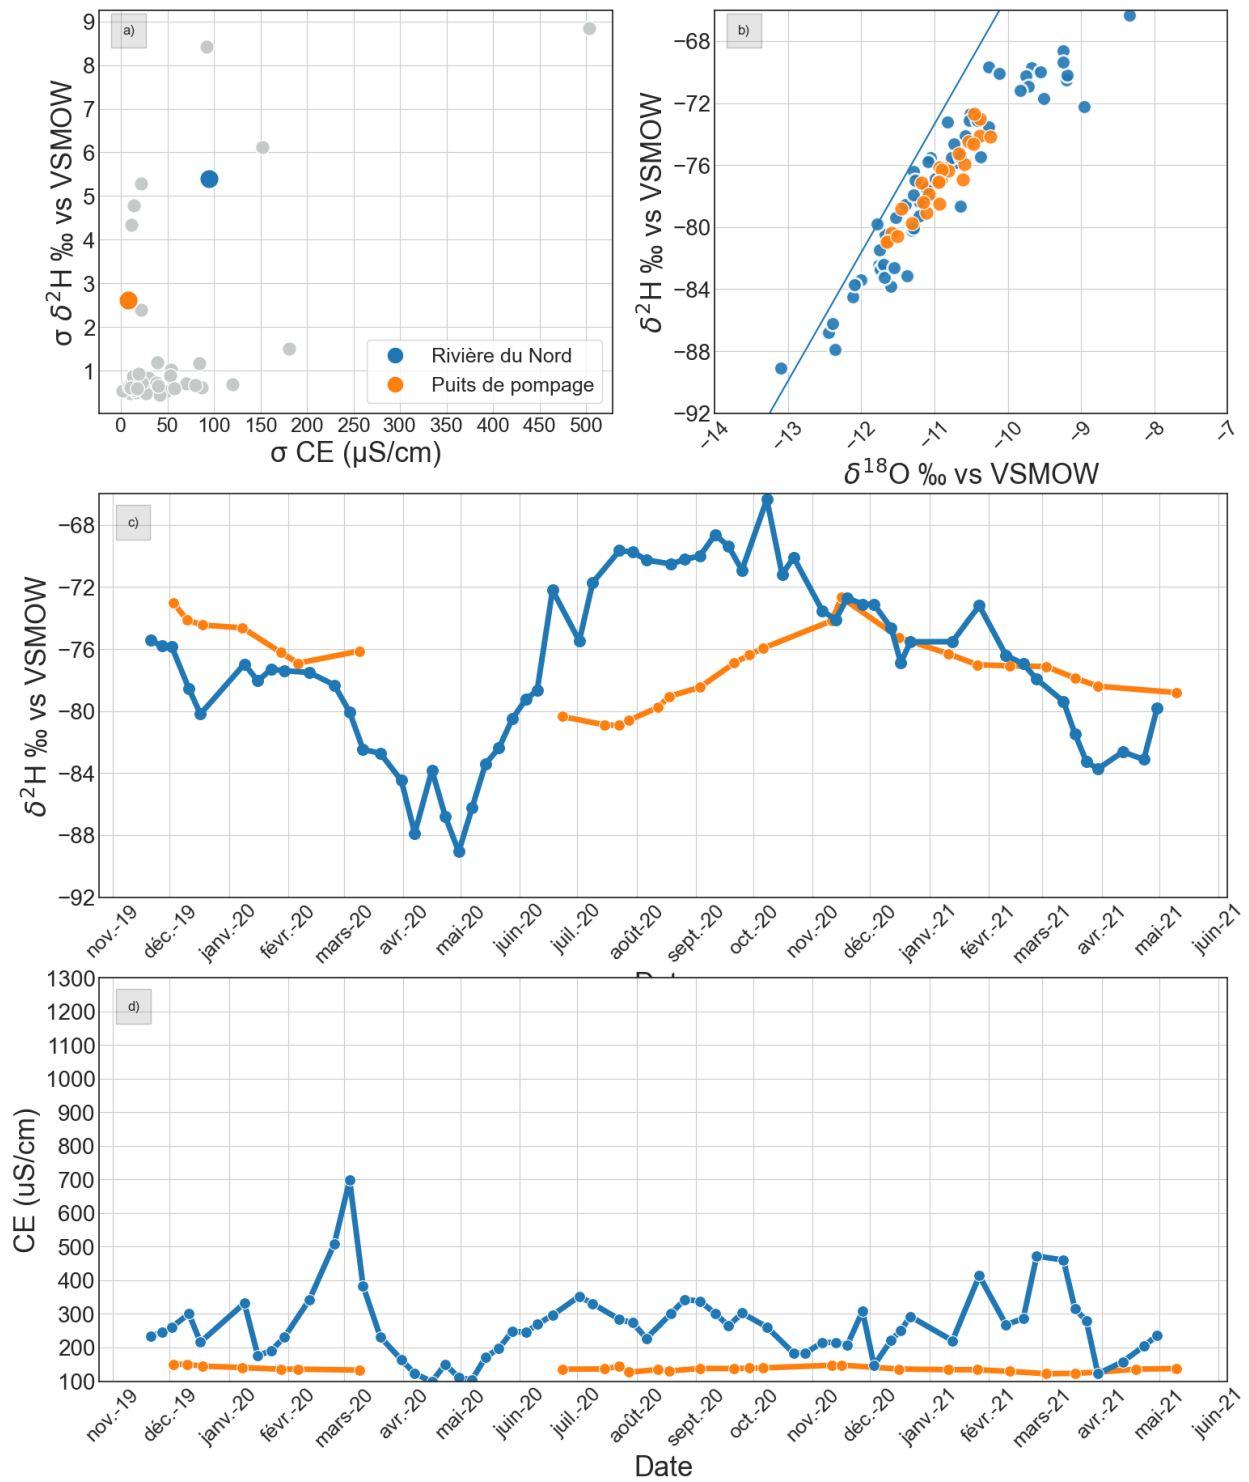 a)
9
8
7
6
5
4
3
2
1
σ δ²H ‰ vs VSMOW
Rivière du Nord
Puits de pompage
0 50 100 150 200 250 300 350 400 450 500
σ CE (µS/cm)
b)
−68
−72
−76
−80
−84
−88
−92
δ²H ‰ vs VSMOW
−14 −13 −12 −11 −10 −9 −8 −7
δ¹⁸O ‰ vs VSMOW
c)
−68
−72
−76
−80
−84
−88
−92
δ²H ‰ vs VSMOW
nov.-19 déc.-19 janv.-20 févr.-20 mars-20 avr.-20 mai-20 juin-20 juil.-20 août-20 sept.-20 oct.-20 nov.-20 déc.-20 janv.-21 févr.-21 mars-21 avr.-21 mai-21 juin-21
d)
1300
1200
1100
1000
900
800
700
600
500
400
300
200
100
CE (uS/cm)
nov.-19 déc.-19 janv.-20 févr.-20 mars-20 avr.-20 mai-20 juin-20 juil.-20 août-20 sept.-20 oct.-20 nov.-20 déc.-20 janv.-21 févr.-21 mars-21 avr.-21 mai-21 juin-21
Date